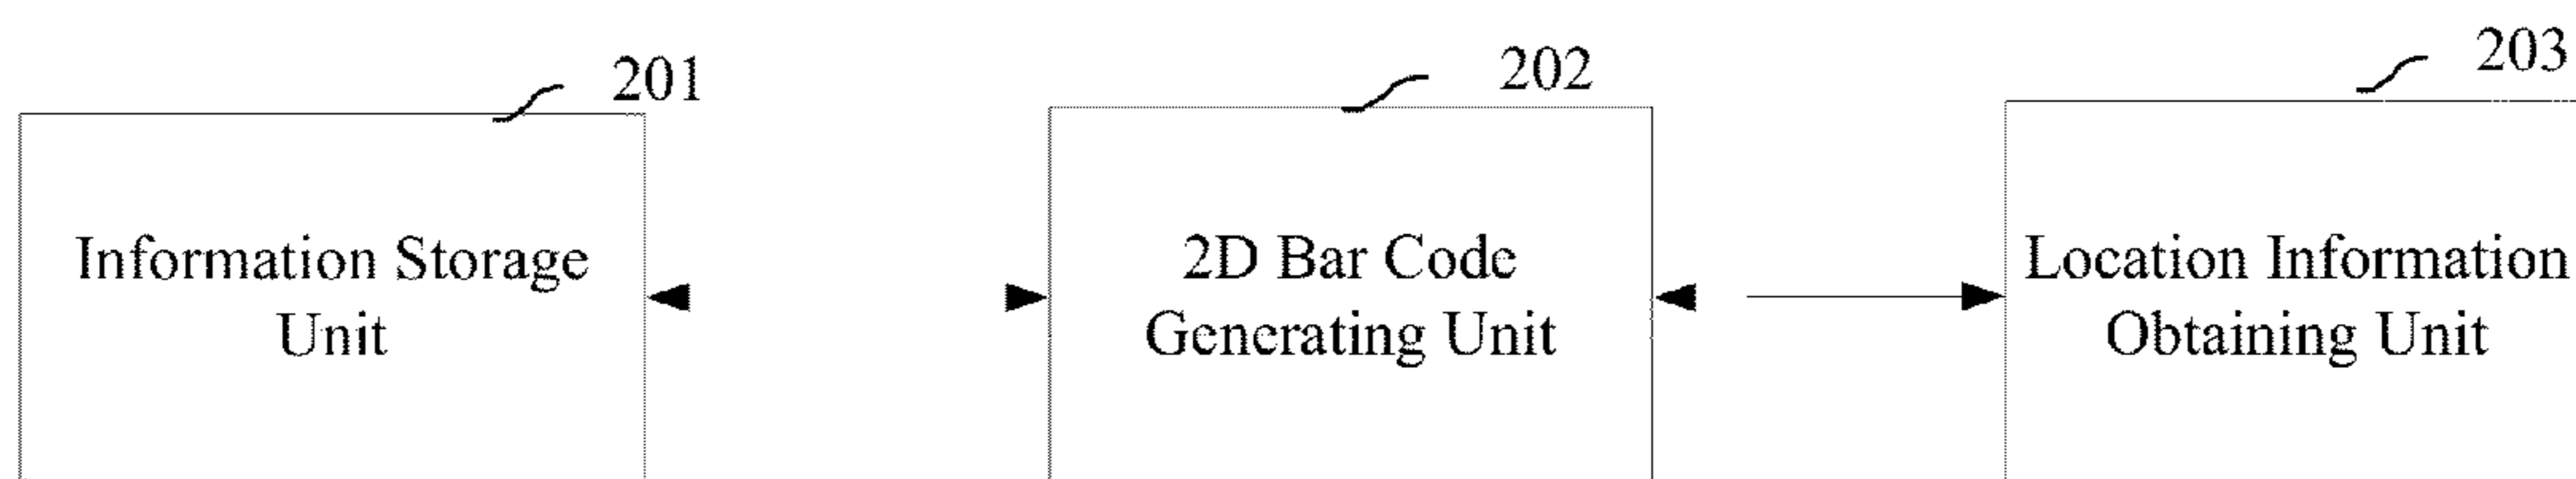 201
202
203
Information Storage
Unit
2D Bar Code
Generating Unit
Location Information
Obtaining Unit